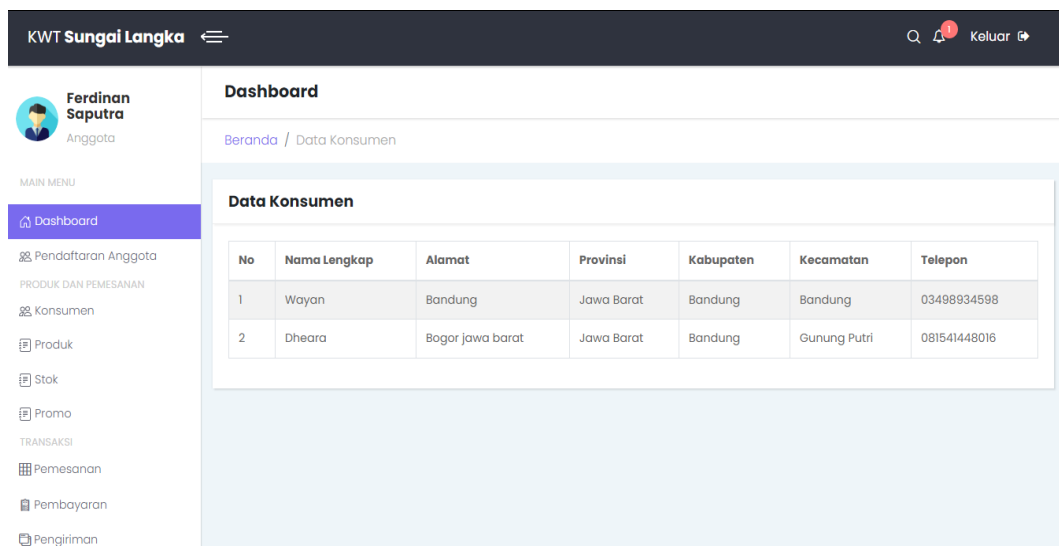 KWT Sungai Langka
1
Keluar
Ferdinan
Saputra
Anggota
MAIN MENU
Dashboard
Pendaftaran Anggota
PRODUK DAN PEMESANAN
Konsumen
Produk
Stok
Promo
TRANSAKSI
Pemesanan
Pembayaran
Pengiriman
Dashboard
Beranda / Data Konsumen
Data Konsumen
No Nama Lengkap Alamat Provinsi Kabupaten Kecamatan Telepon
1 Wayan Bandung Jawa Barat Bandung Bandung 03498934598
2 Dheara Bogor jawa barat Jawa Barat Bandung Gunung Putri 081541448016